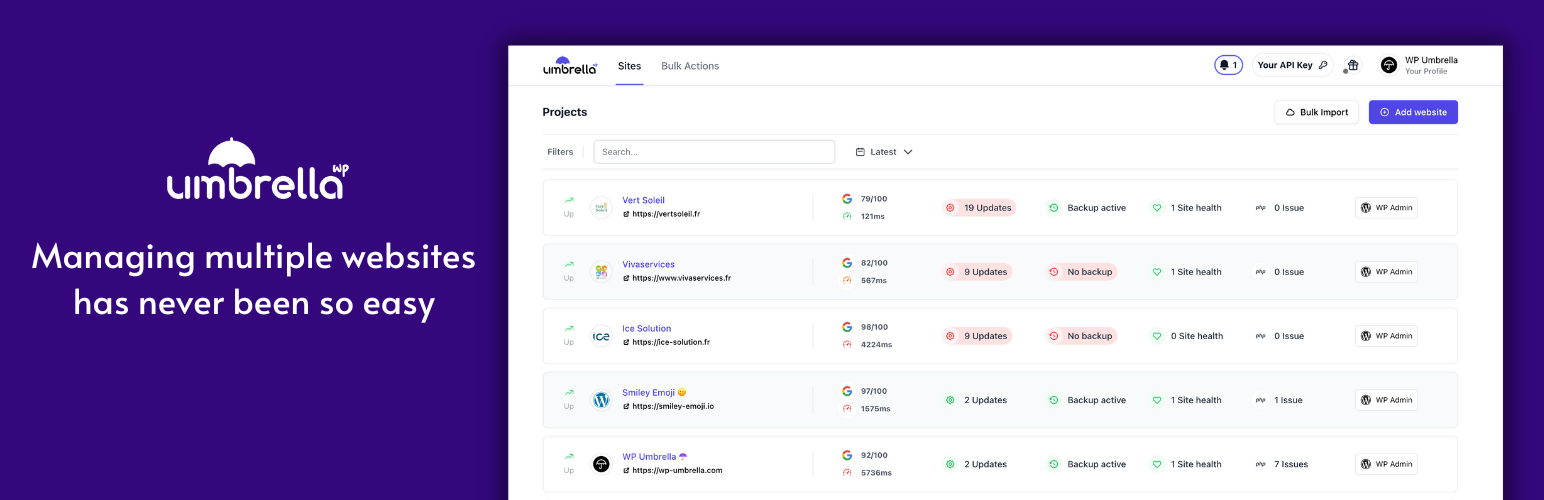 umbrella WP
Managing multiple websites
has never been so easy
umbrella WP
Sites
Bulk Actions
1
Your API Key
WP Umbrella
Your Profile
Projects
Bulk Import
Add website
Filters
Search...
Latest
Up
Vert Soleil
https://vertsoleil.fr
79/100
121ms
19 Updates
Backup active
1 Site health
php
0 Issue
WP Admin
Up
Vivaservices
https://www.vivaservices.fr
82/100
567ms
9 Updates
No backup
1 Site health
php
0 Issue
WP Admin
Up
ice
Ice Solution
https://ice-solution.fr
98/100
4224ms
9 Updates
No backup
0 Site health
php
0 Issue
WP Admin
Up
Smiley Emoji 😀
https://smiley-emoji.io
97/100
1575ms
2 Updates
Backup active
1 Site health
php
1 Issue
WP Admin
Up
WP Umbrella ☂
https://wp-umbrella.com
92/100
5736ms
2 Updates
Backup active
1 Site health
php
7 Issues
WP Admin